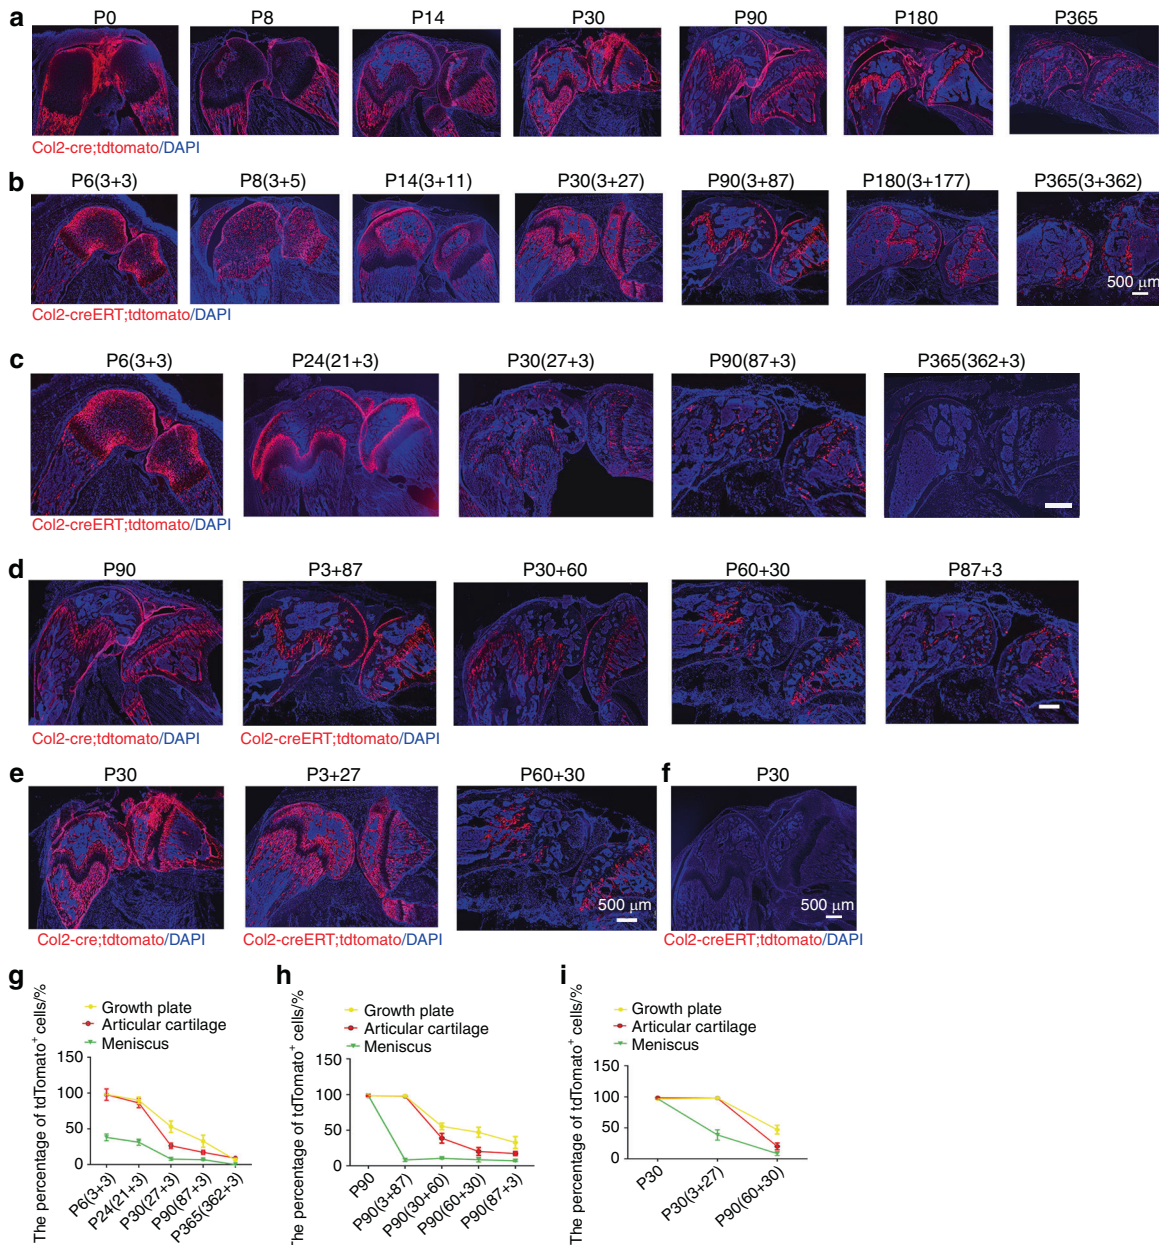 a
P0 P8 P14 P30 P90 P180 P365
Col2-cre;tdtomato/DAPI
b
P6(3+3) P8(3+5) P14(3+11) P30(3+27) P90(3+87) P180(3+177) P365(3+362)
500 μm
Col2-creERT;tdtomato/DAPI
c
P6(3+3) P24(21+3) P30(27+3) P90(87+3) P365(362+3)
Col2-creERT;tdtomato/DAPI
d
P90 P3+87 P30+60 P60+30 P87+3
Col2-cre;tdtomato/DAPI Col2-creERT;tdtomato/DAPI
e
P30 P3+27 P60+30
500 μm
Col2-cre;tdtomato/DAPI Col2-creERT;tdtomato/DAPI
f
P30
500 μm
Col2-creERT;tdtomato/DAPI
g
The percentage of tdTomato⁺ cells/%
Growth plate
Articular cartilage
Meniscus
150
100
50
0
P6(3+3)
P24(21+3)
P30(27+3)
P90(87+3)
P365(362+3)
h
The percentage of tdTomato⁺ cells/%
Growth plate
Articular cartilage
Meniscus
150
100
50
0
P90
P90(3+87)
P90(30+60)
P90(60+30)
P90(87+3)
i
The percentage of tdTomato⁺ cells/%
Growth plate
Articular cartilage
Meniscus
150
100
50
0
P30
P30(3+27)
P90(60+30)